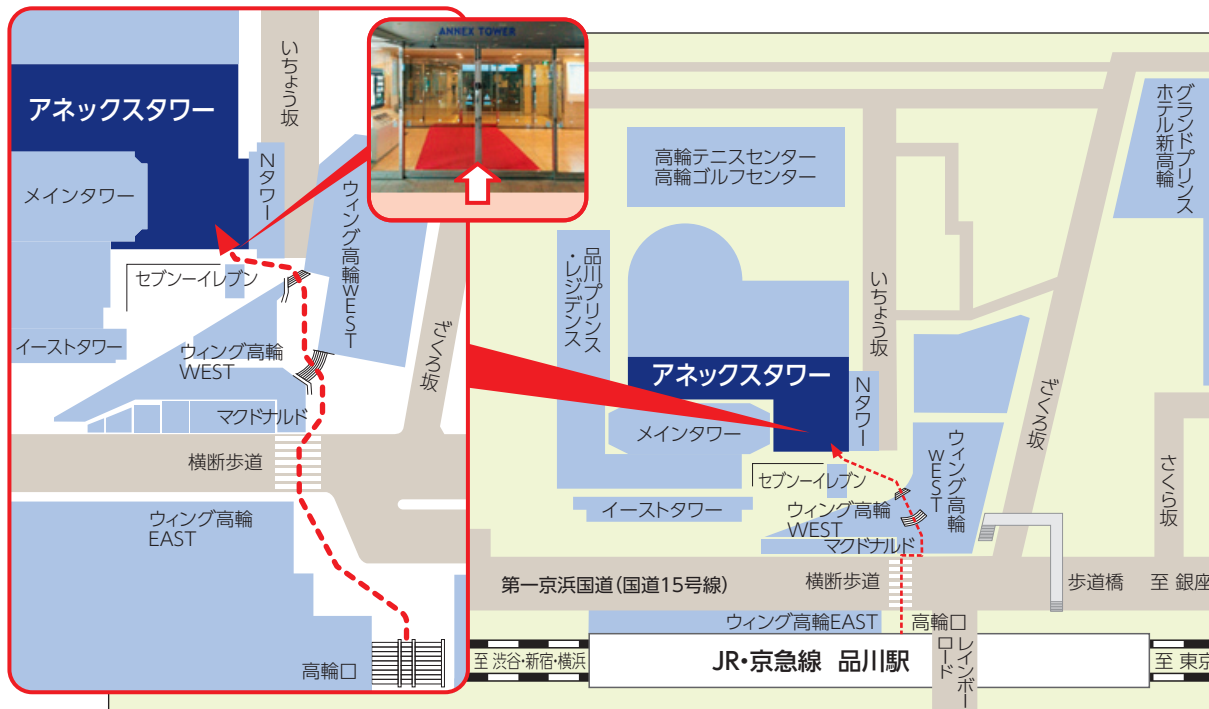 ANNEX TOWER
いちょう坂
アネックスタワー
Nタワー
メインタワー
ウィング高輪WEST
セブン−イレブン
イーストタワー
ウィング高輪
WEST
ざくろ坂
マクドナルド
横断歩道
ウィング高輪
EAST
高輪口
高輪テニスセンター
高輪ゴルフセンター
グランドプリンス
ホテル新高輪
品川プリンス
・レジデンス
いちょう坂
アネックスタワー
Nタワー
メインタワー
ざくろ坂
ウィング高輪
WEST
セブン−イレブン
さくら坂
イーストタワー
ウィング高輪
WEST
マクドナルド
第一京浜国道(国道15号線)
横断歩道
歩道橋
至 銀座
ウィング高輪EAST
高輪口
至 渋谷・新宿・横浜
JR・京急線 品川駅
レインボー
ロード
至 東京